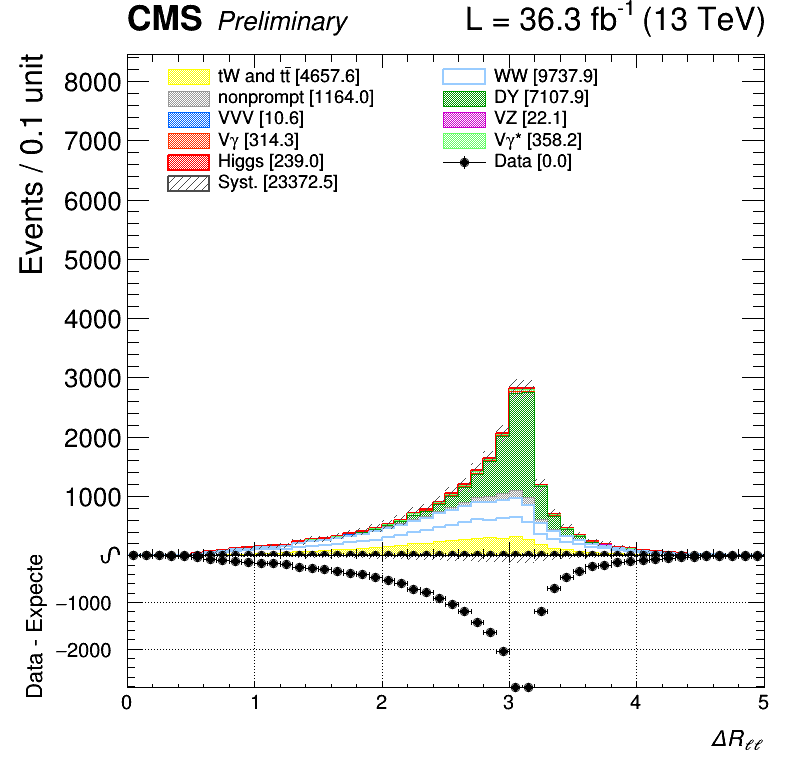 CMS Preliminary L = 36.3 fb⁻¹ (13 TeV)
Events / 0.1 unit
8000
7000
6000
5000
4000
3000
2000
1000
0
tW and tt̄ [4657.6]
nonprompt [1164.0]
VVV [10.6]
Vγ [314.3]
Higgs [239.0]
Syst. [23372.5]
WW [9737.9]
DY [7107.9]
VZ [22.1]
Vγ* [358.2]
Data [0.0]
Data - Expecte
−1000
−2000
0 1 2 3 4 5
ΔRℓℓ